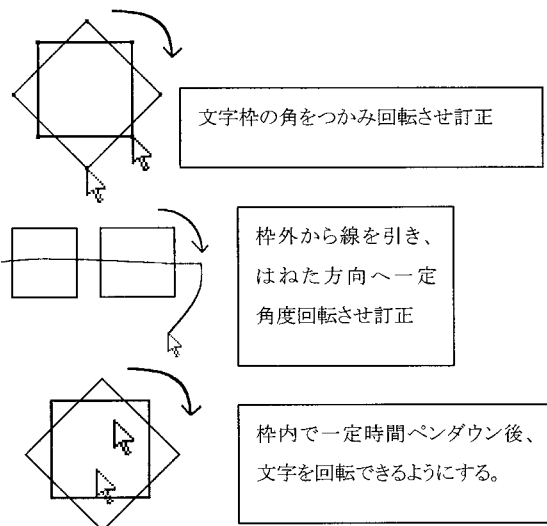 文字枠の角をつかみ回転させ訂正
枠外から線を引き、
はねた方向へ一定
角度回転させ訂正
枠内で一定時間ペンダウン後、
文字を回転できるようにする。